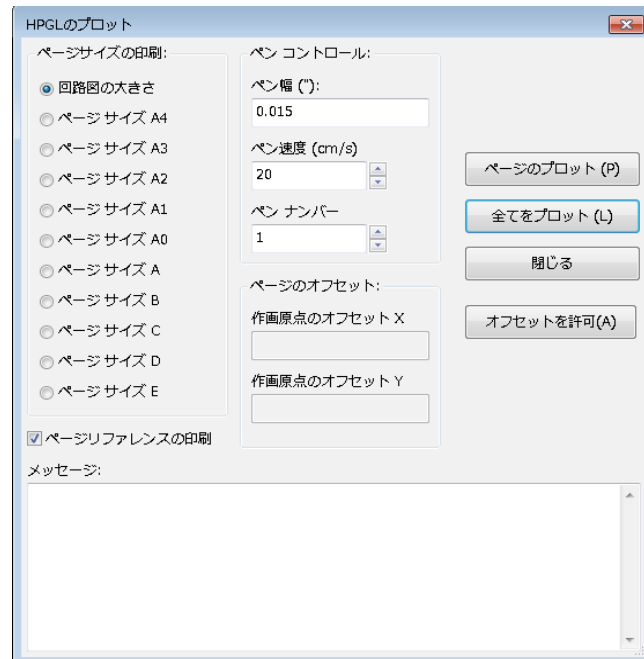 HPGLのプロット
ページサイズの印刷:
回路図の大きさ
ページ サイズ A4
ページ サイズ A3
ページ サイズ A2
ページ サイズ A1
ページ サイズ A0
ページ サイズ A
ページ サイズ B
ページ サイズ C
ページ サイズ D
ページ サイズ E
ページリファレンスの印刷
ペン コントロール:
ペン幅 ("):
0.015
ペン速度 (cm/s)
20
ペン ナンバー
1
ページのオフセット:
作画原点のオフセット X
作画原点のオフセット Y
ページのプロット (P)
全てをプロット (L)
閉じる
オフセットを許可(A)
メッセージ: